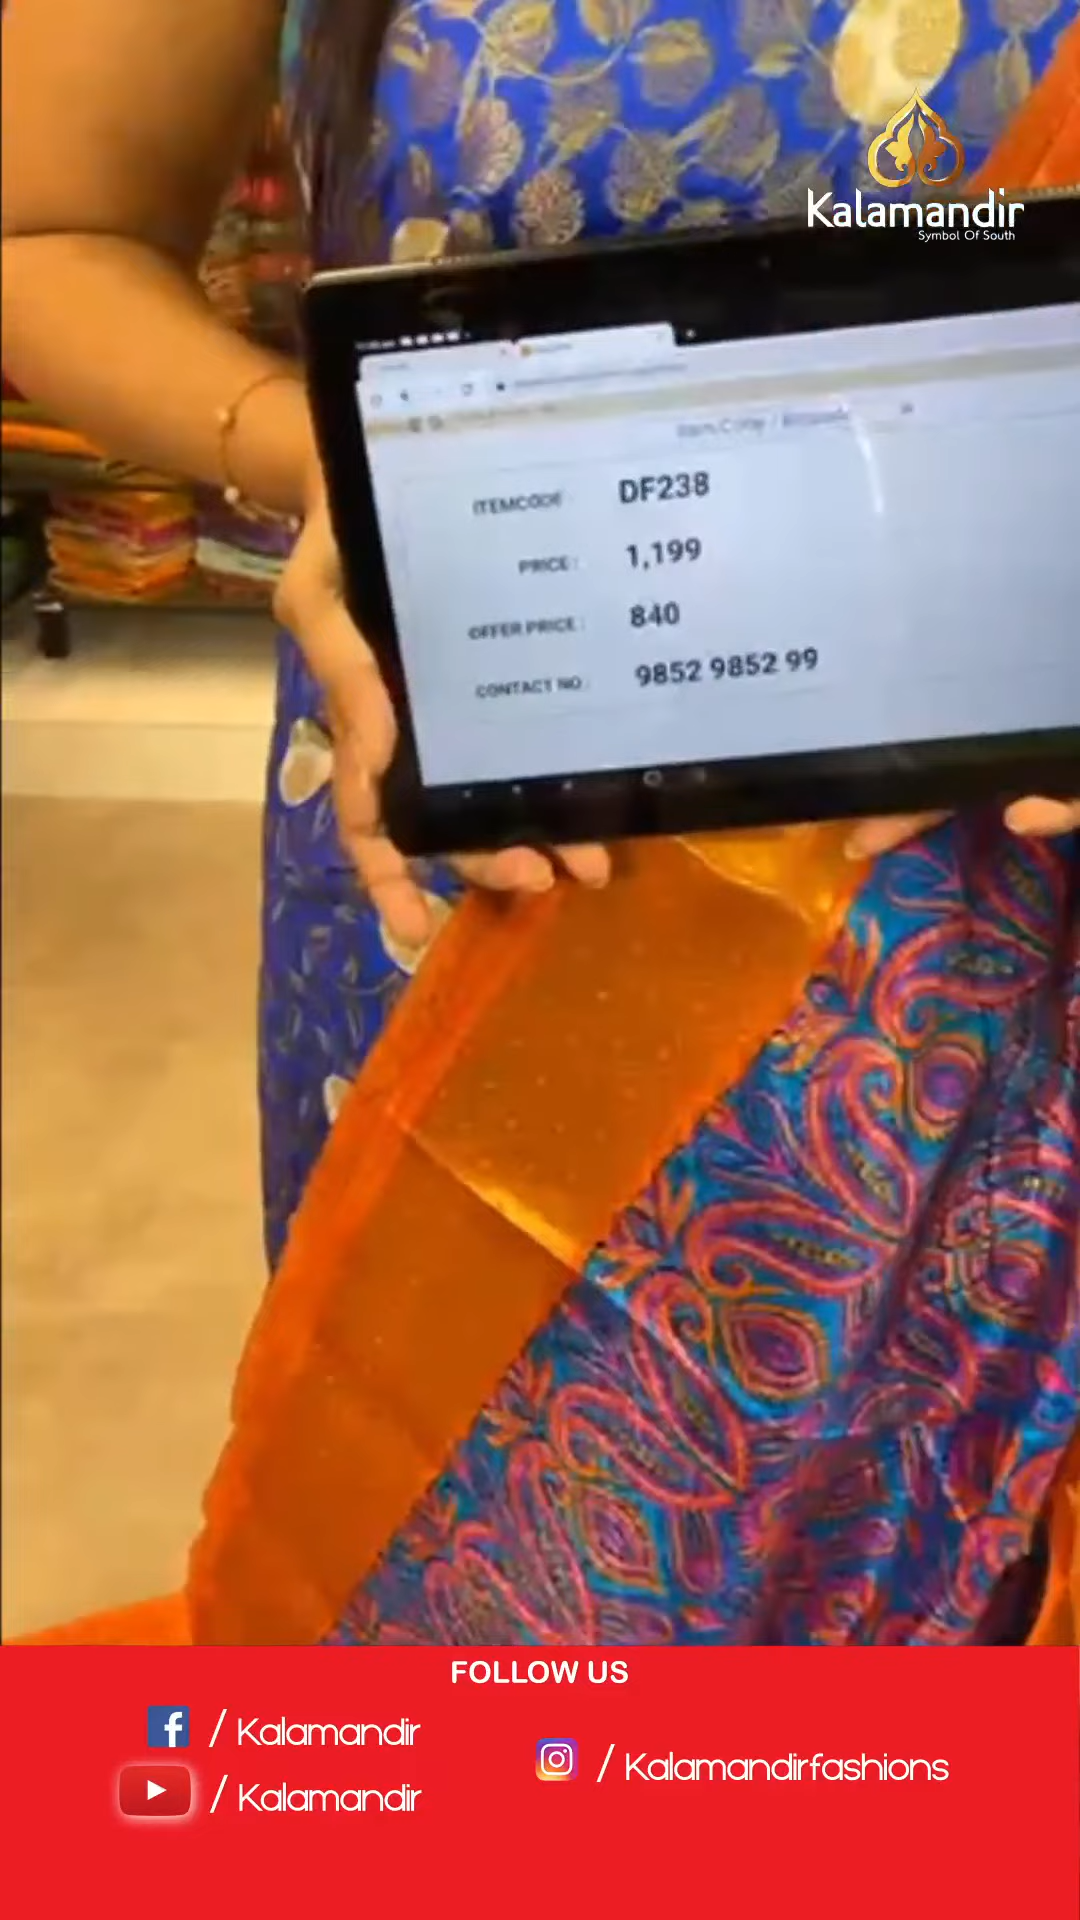 Kalamandir
Symbol Of South
ITEMCODE : DF238
PRICE : 1,199
OFFER PRICE : 840
CONTACT NO : 9852 9852 99
FOLLOW US
/ Kalamandir
/ Kalamandirfashions
/ Kalamandir